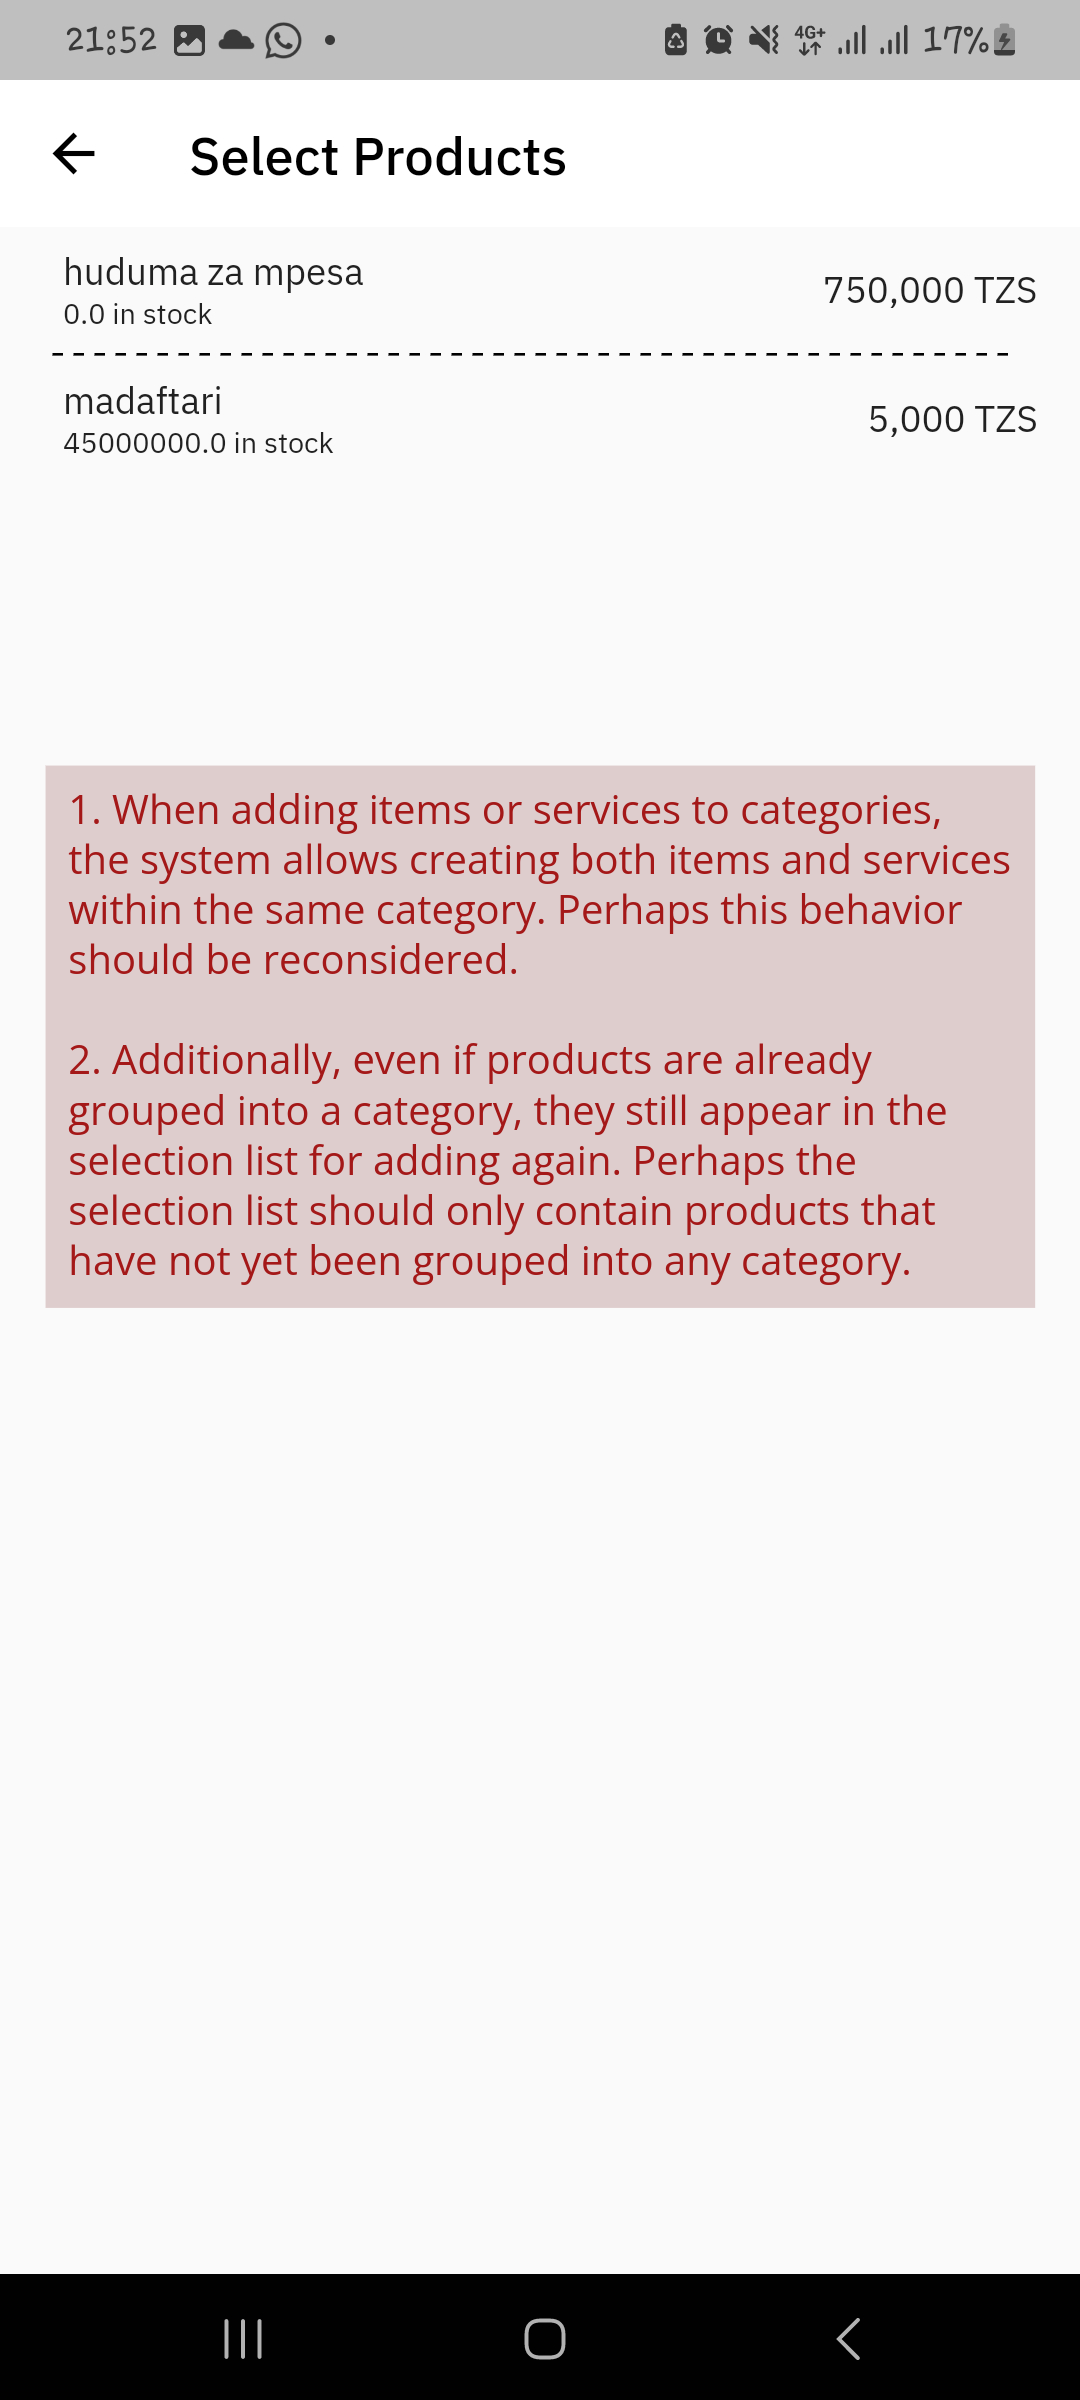 21:52
4G+ 17%
Select Products
huduma za mpesa
750,000 TZS
0.0 in stock
madaftari
5,000 TZS
45000000.0 in stock
1. When adding items or services to categories,
the system allows creating both items and services
within the same category. Perhaps this behavior
should be reconsidered.
2. Additionally, even if products are already
grouped into a category, they still appear in the
selection list for adding again. Perhaps the
selection list should only contain products that
have not yet been grouped into any category.